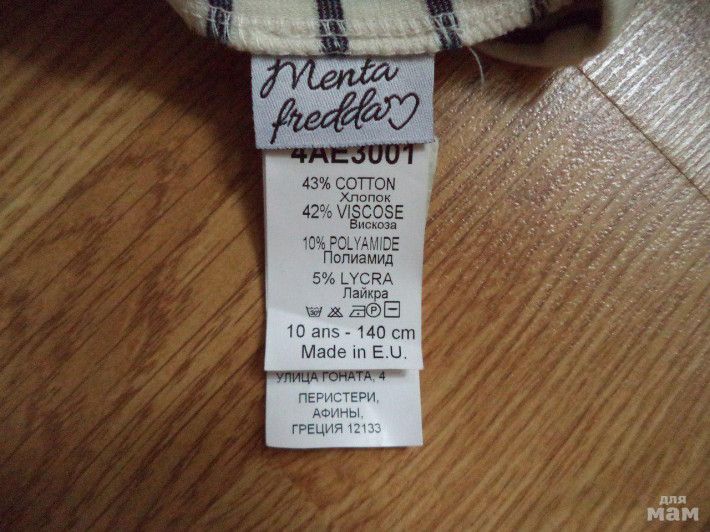 Menta
fredda
4AE3001
43% COTTON
Хлопок
42% VISCOSE
Вискоза
10% POLYAMIDE
Полиамид
5% LYCRA
Лайкра
10 ans - 140 cm
Made in E.U.
УЛИЦА ГОНАТА, 4
ПЕРИСТЕРИ,
АФИНЫ,
ГРЕЦИЯ 12133
для
мам